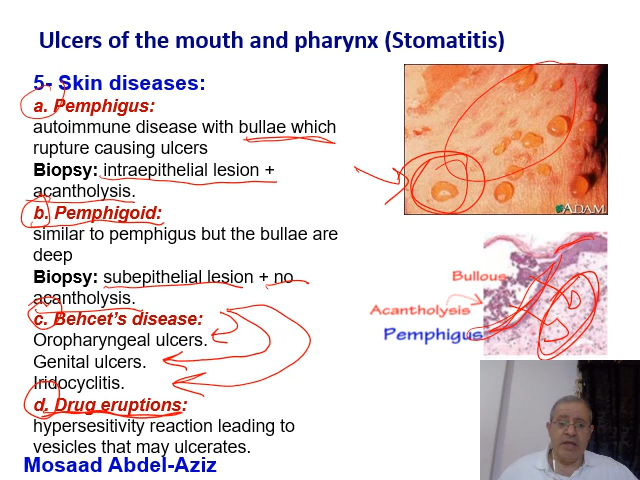 Ulcers of the mouth and pharynx (Stomatitis)
5- Skin diseases:
a. Pemphigus:
autoimmune disease with bullae which
rupture causing ulcers
Biopsy: intraepithelial lesion +
acantholysis.
b. Pemphigoid:
similar to pemphigus but the bullae are
deep
Biopsy: subepithelial lesion + no
acantholysis.
c. Behcet's disease:
Oropharyngeal ulcers.
Genital ulcers.
Iridocyclitis.
d. Drug eruptions:
hypersesitivity reaction leading to
vesicles that may ulcerates.
Mosaad Abdel-Aziz
ADAM.
Bullous
Acantholysis
Pemphigus